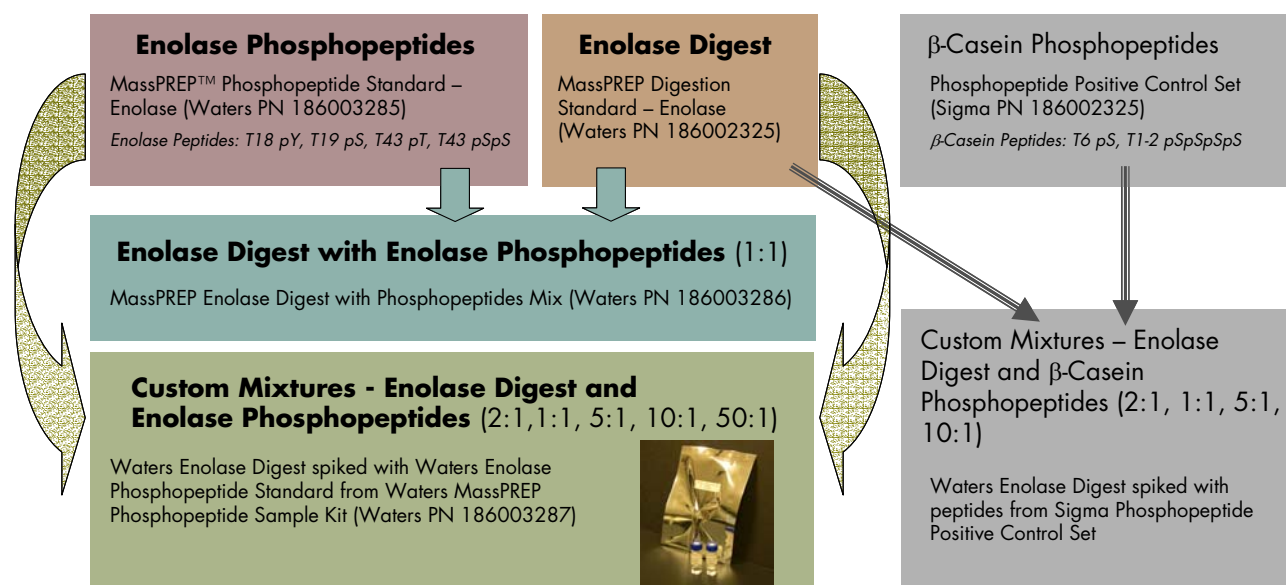 Enolase Phosphopeptides
MassPREP™ Phosphopeptide Standard –
Enolase (Waters PN 186003285)
Enolase Peptides: T18 pY, T19 pS, T43 pT, T43 pSpS
Enolase Digest
MassPREP Digestion
Standard – Enolase
(Waters PN 186002325)
β-Casein Phosphopeptides
Phosphopeptide Positive Control Set
(Sigma PN 186002325)
β-Casein Peptides: T6 pS, T1-2 pSpSpSpS
Enolase Digest with Enolase Phosphopeptides (1:1)
MassPREP Enolase Digest with Phosphopeptides Mix (Waters PN 186003286)
Custom Mixtures - Enolase Digest and
Enolase Phosphopeptides (2:1,1:1, 5:1, 10:1, 50:1)
Waters Enolase Digest spiked with Waters Enolase
Phosphopeptide Standard from Waters MassPREP
Phosphopeptide Sample Kit (Waters PN 186003287)
Custom Mixtures – Enolase
Digest and β-Casein
Phosphopeptides (2:1, 1:1, 5:1,
10:1)
Waters Enolase Digest spiked with
peptides from Sigma Phosphopeptide
Positive Control Set